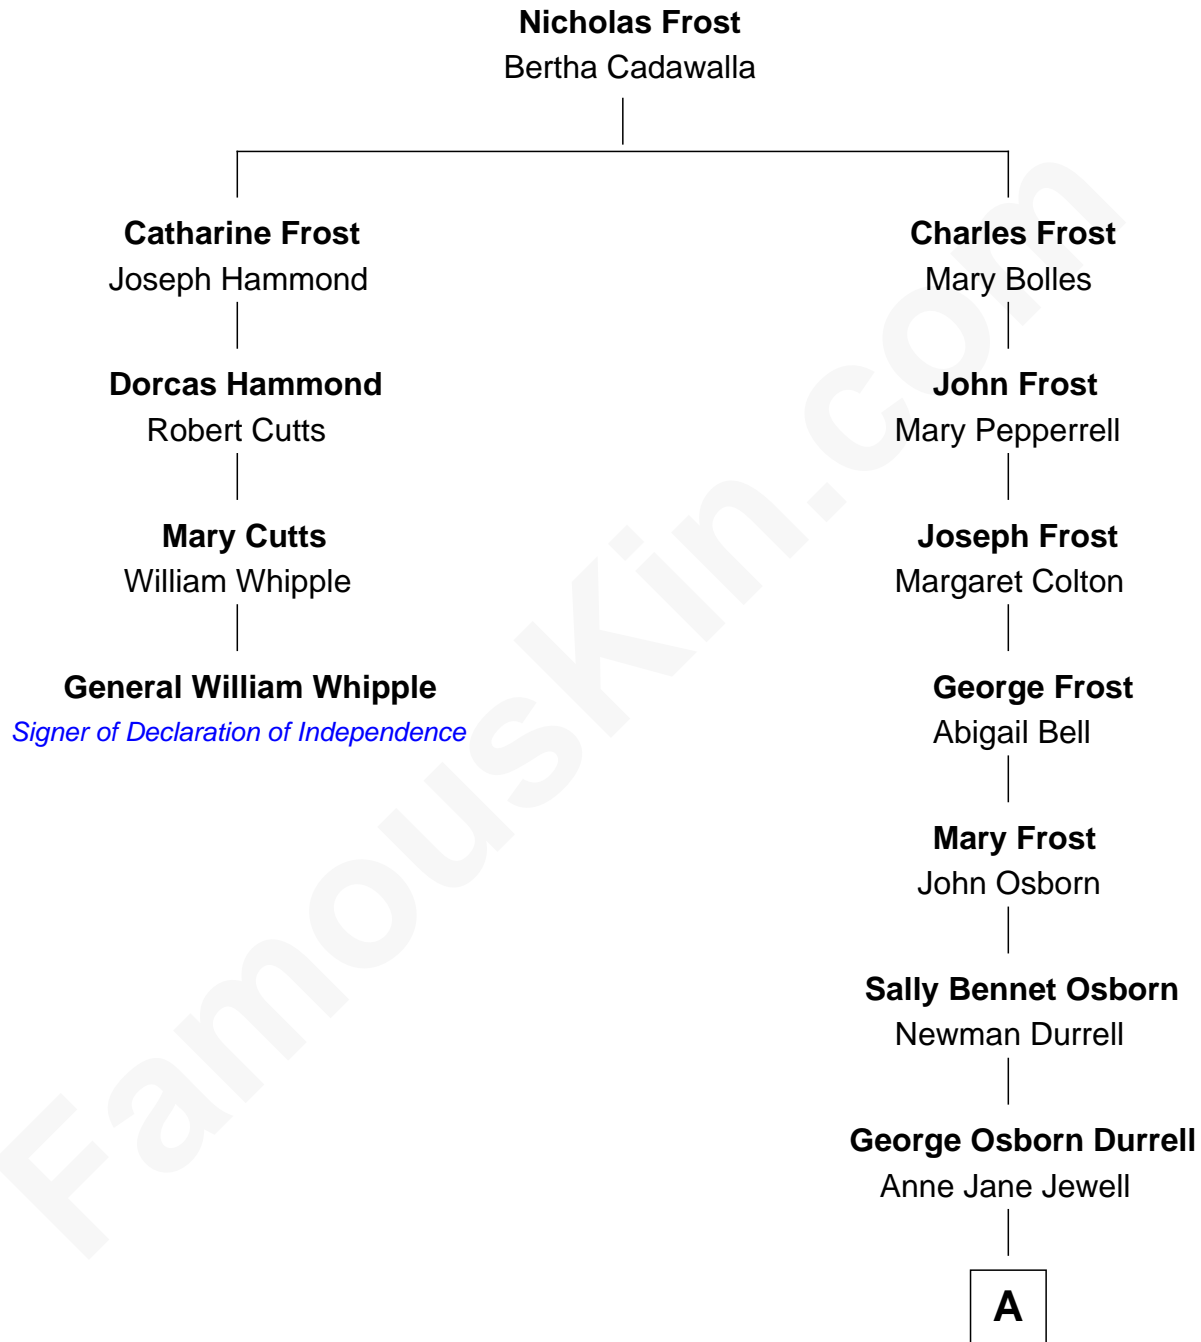 Nicholas Frost
Bertha Cadawalla
Catharine Frost
Joseph Hammond
Charles Frost
Mary Bolles
Dorcas Hammond
Robert Cutts
John Frost
Mary Pepperrell
Mary Cutts
William Whipple
Joseph Frost
Margaret Colton
General William Whipple
Signer of Declaration of Independence
George Frost
Abigail Bell
Mary Frost
John Osborn
Sally Bennet Osborn
Newman Durrell
George Osborn Durrell
Anne Jane Jewell
A
FamousKin.com